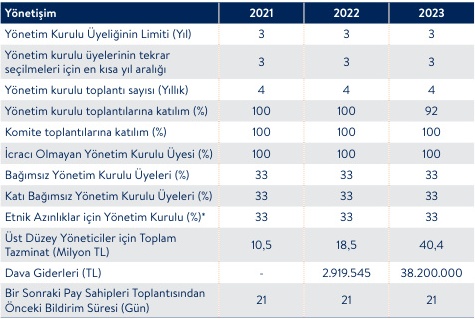 Yönetişim 2021 2022 2023
Yönetim Kurulu Üyeliğinin Limiti (Yıl) 3 3 3
Yönetim kurulu üyelerinin tekrar
seçilmeleri için en kısa yıl aralığı 3 3 3
Yönetim kurulu toplantı sayısı (Yıllık) 4 4 4
Yönetim kurulu toplantılarına katılım (%) 100 100 92
Komite toplantılarına katılım (%) 100 100 100
İcracı Olmayan Yönetim Kurulu Üyesi (%) 100 100 100
Bağımsız Yönetim Kurulu Üyeleri (%) 33 33 33
Katı Bağımsız Yönetim Kurulu Üyeleri (%) 33 33 33
Etnik Azınlıklar için Yönetim Kurulu (%)* 33 33 33
Üst Düzey Yöneticiler için Toplam
Tazminat (Milyon TL) 10,5 18,5 40,4
Dava Giderleri (TL) - 2.919.545 38.200.000
Bir Sonraki Pay Sahipleri Toplantısından
Önceki Bildirim Süresi (Gün) 21 21 21